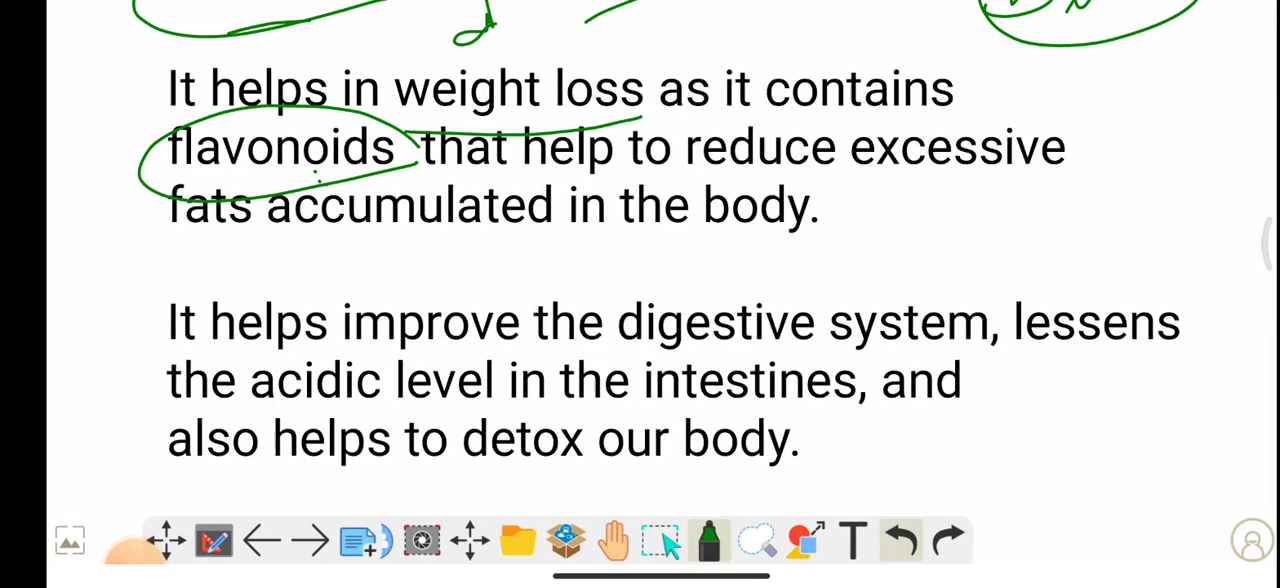 It helps in weight loss as it contains
flavonoids that help to reduce excessive
fats accumulated in the body.
It helps improve the digestive system, lessens
the acidic level in the intestines, and
also helps to detox our body.
T